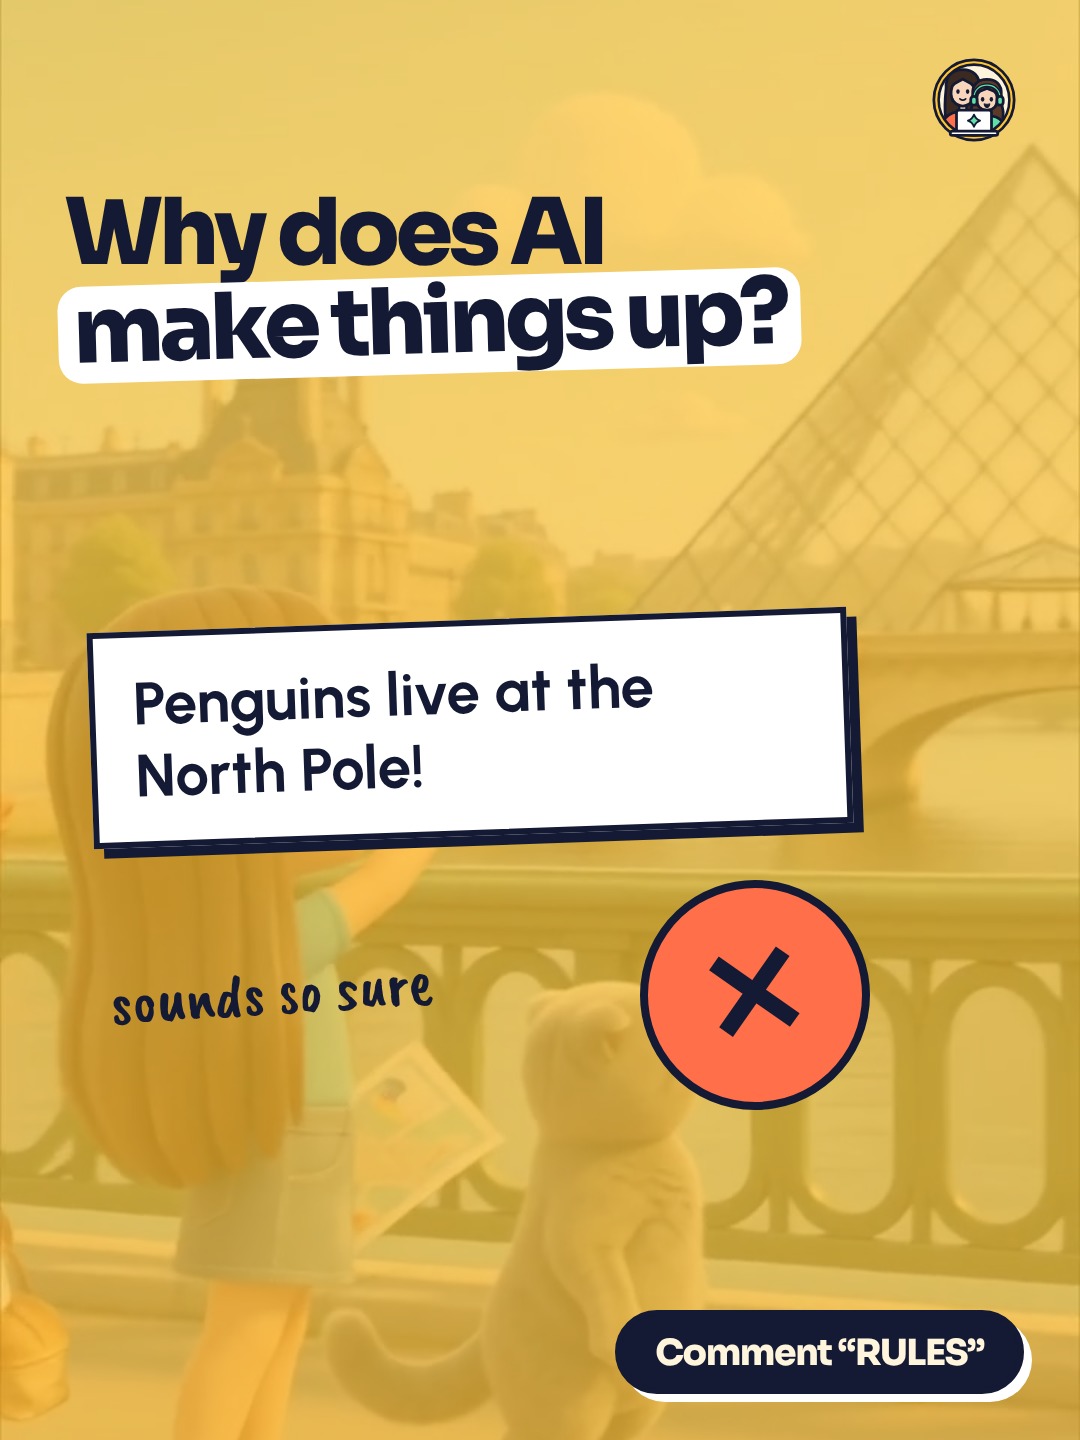 Why does AI
make things up?
Penguins live at the
North Pole!
sounds so sure
Comment “RULES”